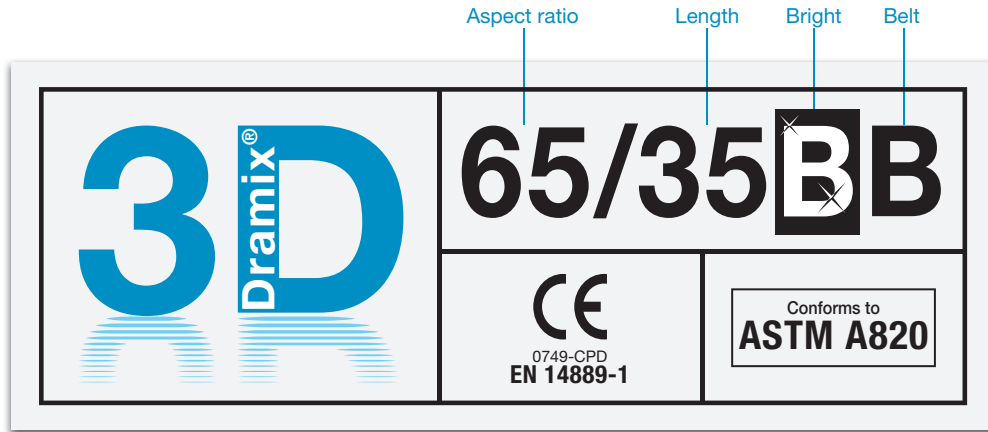 Aspect ratio Length Bright Belt
3D Dramix®
65/35BB
CE
0749-CPD
EN 14889-1
Conforms to
ASTM A820